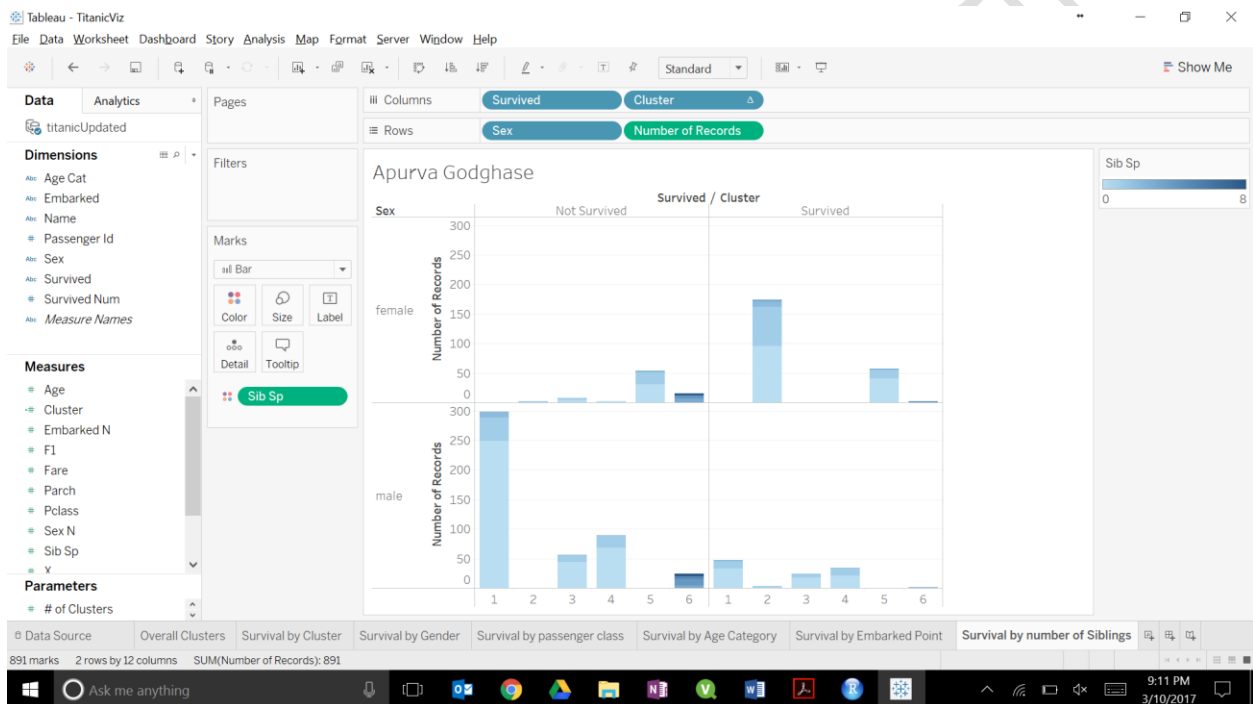 Tableau - TitanicViz
File Data Worksheet Dashboard Story Analysis Map Format Server Window Help
Standard
Show Me
Data Analytics
titanicUpdated
Dimensions
Abc Age Cat
Abc Embarked
Abc Name
# Passenger Id
Abc Sex
Abc Survived
# Survived Num
Abc Measure Names
Measures
# Age
# Cluster
# Embarked N
# F1
# Fare
# Parch
# Pclass
# Sex N
# Sib Sp
# X
Parameters
# # of Clusters
Pages
Filters
Marks
Bar
Color Size Label
Detail Tooltip
Sib Sp
iii Columns Survived Cluster Δ
Rows Sex Number of Records
Apurva Godghase
Survived / Cluster
Sex Not Survived Survived
female
Number of Records
300
250
200
150
100
50
0
male
Number of Records
300
250
200
150
100
50
0
1 2 3 4 5 6 1 2 3 4 5 6
Sib Sp
0 8
Data Source Overall Clusters Survival by Cluster Survival by Gender Survival by passenger class Survival by Age Category Survival by Embarked Point Survival by number of Siblings
891 marks 2 rows by 12 columns SUM(Number of Records): 891
Ask me anything
9:11 PM
3/10/2017